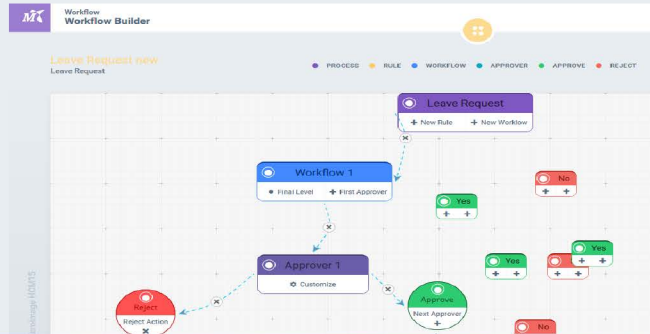 Workflow
Workflow Builder
Leave Request new
Leave Request
PROCESS RULE WORKFLOW APPROVER APPROVE REJECT
Leave Request
+ New Rule + New Worklow
Workflow 1
Final Level + First Approver
No
Yes
Yes
Yes
Approver 1
Customize
Reject
Reject Action
Approve
Next Approver
+
No